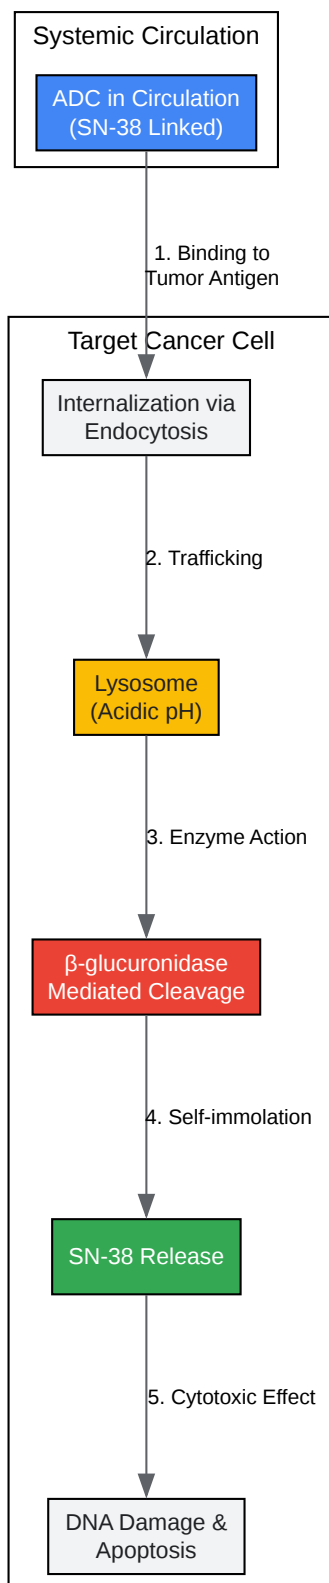 Systemic Circulation
ADC in Circulation
(SN-38 Linked)
1. Binding to
Tumor Antigen
Target Cancer Cell
Internalization via
Endocytosis
2. Trafficking
Lysosome
(Acidic pH)
3. Enzyme Action
β-glucuronidase
Mediated Cleavage
4. Self-immolation
SN-38 Release
5. Cytotoxic Effect
DNA Damage &
Apoptosis